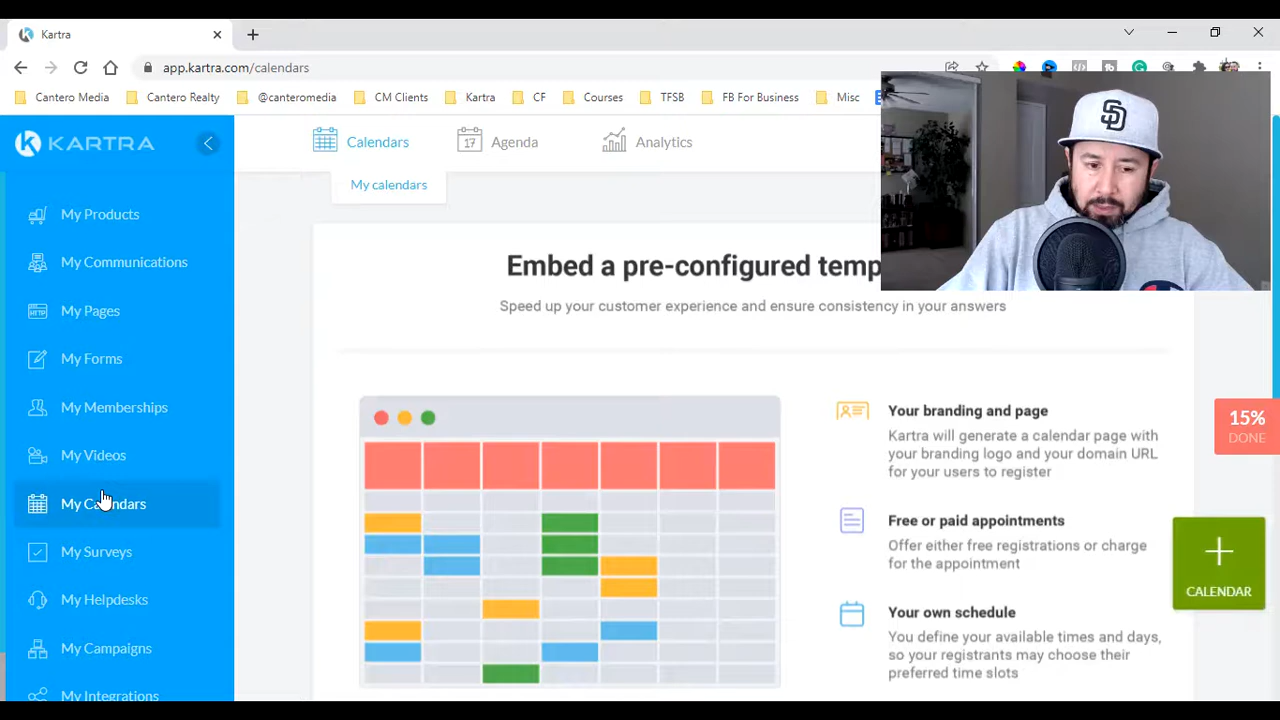 Kartra
app.kartra.com/calendars
Cantero Media
Cantero Realty
@canteromedia
CM Clients
Kartra
CF
Courses
TFSB
FB For Business
Misc
KARTRA
Calendars
17
Agenda
Analytics
My calendars
My Products
My Communications
HTTP
My Pages
My Forms
My Memberships
My Videos
My Calendars
My Surveys
My Helpdesks
My Campaigns
My Integrations
Embed a pre-configured temp
Speed up your customer experience and ensure consistency in your answers
Your branding and page
Kartra will generate a calendar page with
your branding logo and your domain URL
for your users to register
Free or paid appointments
Offer either free registrations or charge
for the appointment
Your own schedule
You define your available times and days,
so your registrants may choose their
preferred time slots
15%
DONE
CALENDAR
SD